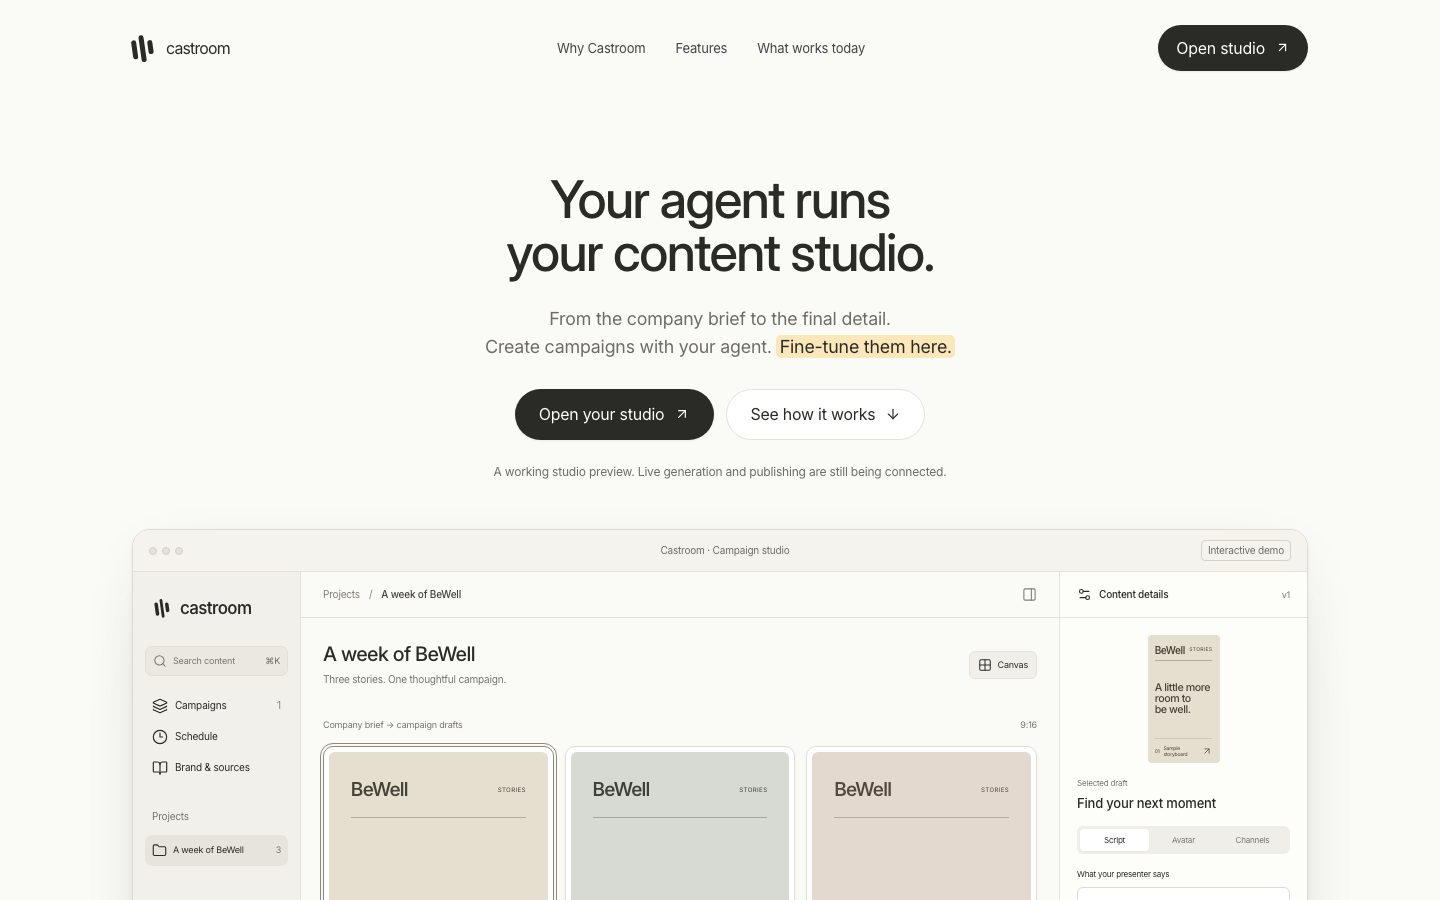 castroom
Why Castroom
Features
What works today
Open studio
Your agent runs
your content studio.
From the company brief to the final detail.
Create campaigns with your agent. Fine-tune them here.
Open your studio
See how it works
A working studio preview. Live generation and publishing are still being connected.
Castroom · Campaign studio
Interactive demo
castroom
Search content ⌘K
Campaigns 1
Schedule
Brand & sources
Projects
A week of BeWell 3
Projects / A week of BeWell
A week of BeWell
Three stories. One thoughtful campaign.
Canvas
Company brief → campaign drafts
9:16
BeWell STORIES
BeWell STORIES
BeWell STORIES
Content details
v1
BeWell STORIES
A little more
room to
be well.
01 Sample
storyboard
Selected draft
Find your next moment
Script
Avatar
Channels
What your presenter says